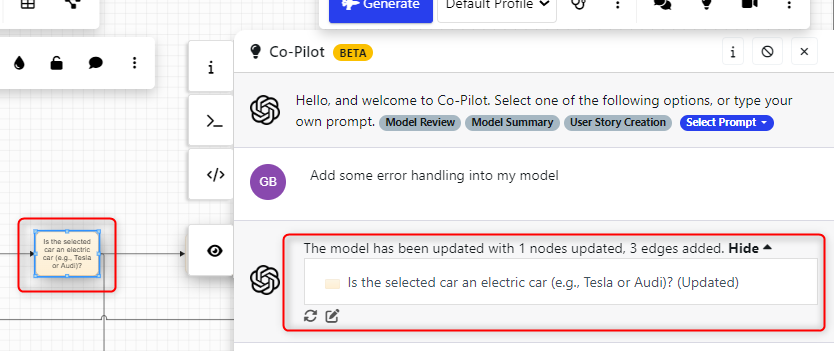 Generate
Default Profile
Co-Pilot BETA
Hello, and welcome to Co-Pilot. Select one of the following options, or type your
own prompt. Model Review Model Summary User Story Creation Select Prompt
GB
Add some error handling into my model
Is the selected
car an electric
car (e.g., Tesla
or Audi)?
The model has been updated with 1 nodes updated, 3 edges added. Hide
Is the selected car an electric car (e.g., Tesla or Audi)? (Updated)